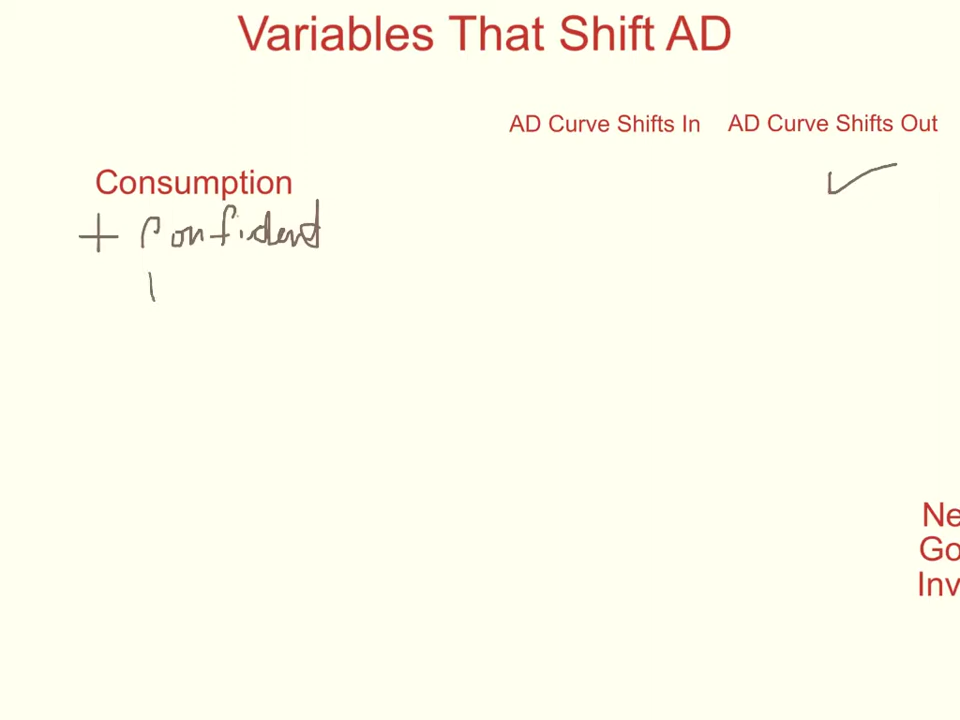 Variables That Shift AD
AD Curve Shifts In AD Curve Shifts Out
Consumption
+ Confident
Ne
Go
Inv